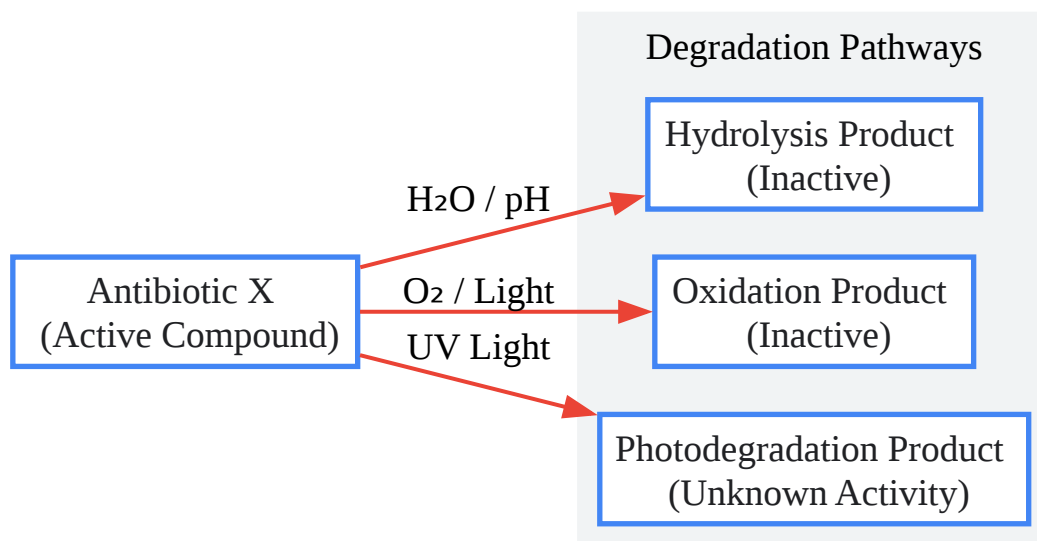 Degradation Pathways
Hydrolysis Product
(Inactive)
H₂O / pH
Antibiotic X
(Active Compound)
O₂ / Light
Oxidation Product
(Inactive)
UV Light
Photodegradation Product
(Unknown Activity)